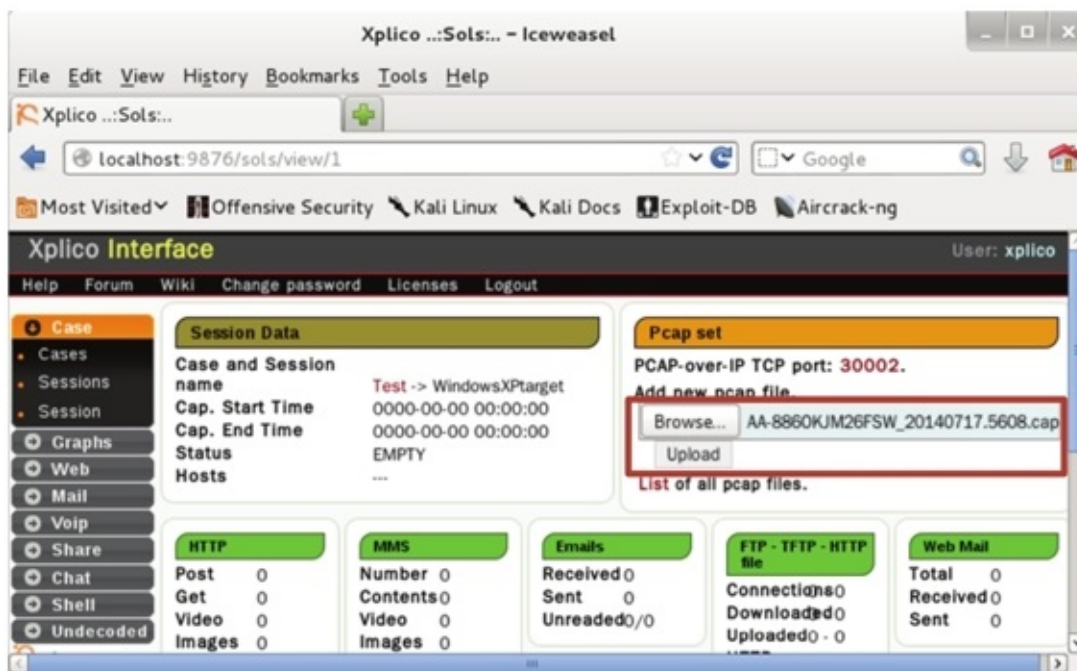 Xplico ..:Sols:.. - Iceweasel
File Edit View History Bookmarks Tools Help
Xplico ..:Sols:..
localhost:9876/sols/view/1
Google
Most Visited Offensive Security Kali Linux Kali Docs Exploit-DB Aircrack-ng
Xplico Interface
User: xplico
Help Forum Wiki Change password Licenses Logout
Case
Cases
Sessions
Session
Graphs
Web
Mail
Voip
Share
Chat
Shell
Undecoded
Session Data
Case and Session name Test -> WindowsXPtarget
Cap. Start Time 0000-00-00 00:00:00
Cap. End Time 0000-00-00 00:00:00
Status EMPTY
Hosts ---
Pcap set
PCAP-over-IP TCP port: 30002.
Add new pcap file.
Browse... AA-8860KJM26FSW_20140717.5608.cap
Upload
List of all pcap files.
HTTP
Post 0
Get 0
Video 0
Images 0
MMS
Number 0
Contents 0
Video 0
Images 0
Emails
Received 0
Sent 0
Unreaded 0/0
FTP - TFTP - HTTP file
Connections 0
Downloaded 0
Uploaded 0 - 0
Web Mail
Total 0
Received 0
Sent 0